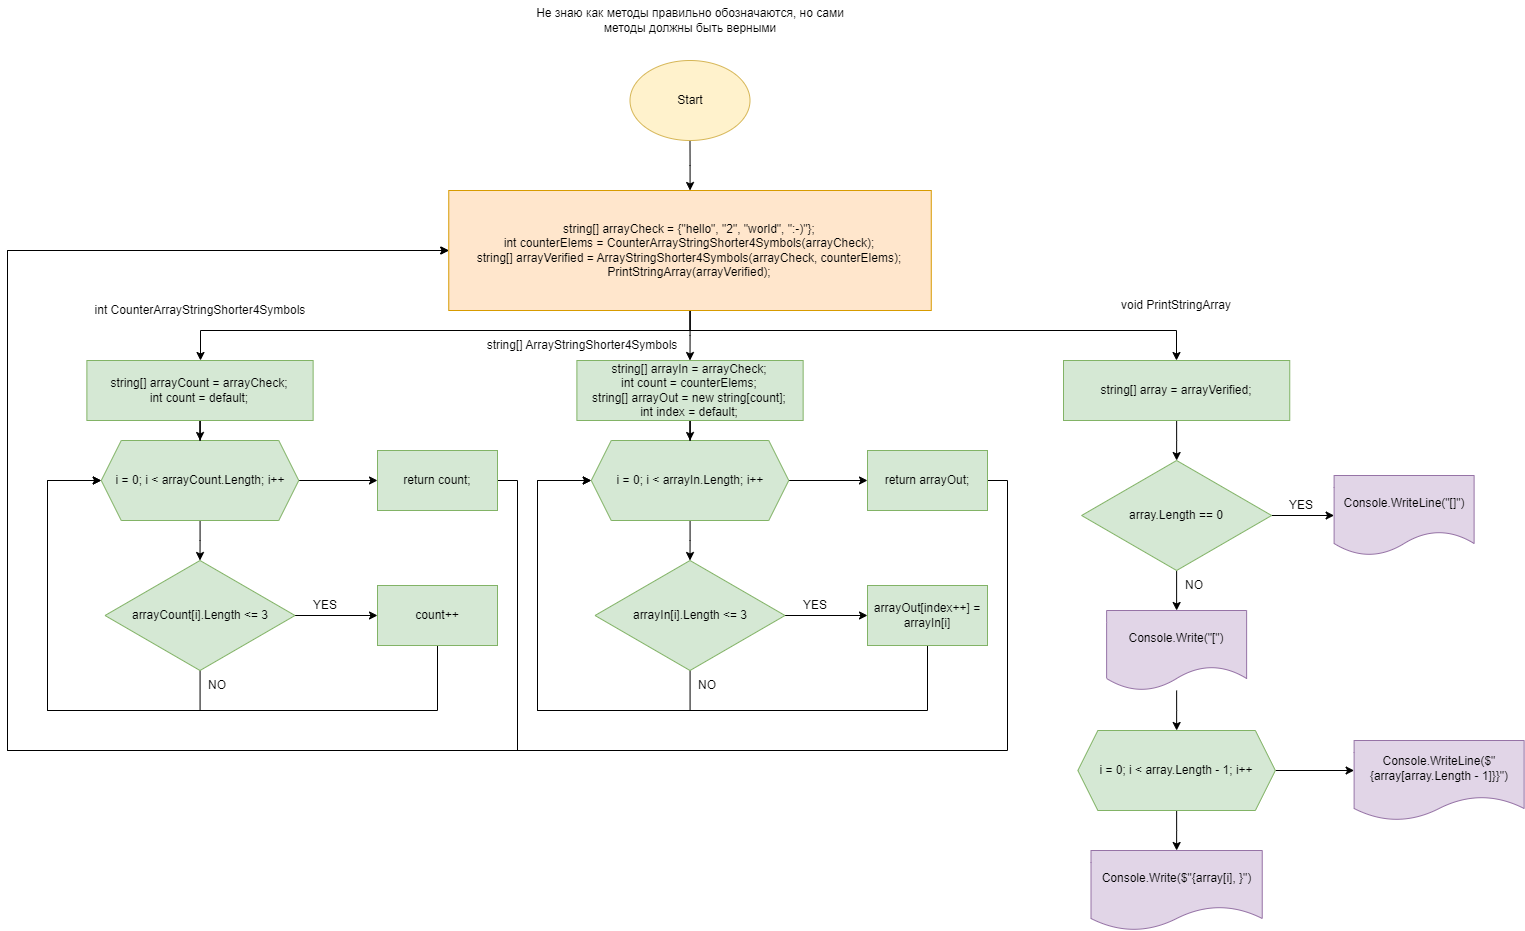 Не знаю как методы правильно обозначаются, но сами
методы должны быть верными
Start
string[] arrayCheck = {"hello", "2", "world", ":-)"};
int counterElems = CounterArrayStringShorter4Symbols(arrayCheck);
string[] arrayVerified = ArrayStringShorter4Symbols(arrayCheck, counterElems);
PrintStringArray(arrayVerified);
int CounterArrayStringShorter4Symbols
string[] arrayCount = arrayCheck;
int count = default;
i = 0; i < arrayCount.Length; i++
return count;
arrayCount[i].Length <= 3
YES
count++
NO
string[] ArrayStringShorter4Symbols
string[] arrayIn = arrayCheck;
int count = counterElems;
string[] arrayOut = new string[count];
int index = default;
i = 0; i < arrayIn.Length; i++
return arrayOut;
arrayIn[i].Length <= 3
YES
arrayOut[index++] =
arrayIn[i]
NO
void PrintStringArray
string[] array = arrayVerified;
array.Length == 0
YES
Console.WriteLine("[]")
NO
Console.Write("[")
i = 0; i < array.Length - 1; i++
Console.WriteLine($"
{array[array.Length - 1]}}")
Console.Write($"{array[i], }")